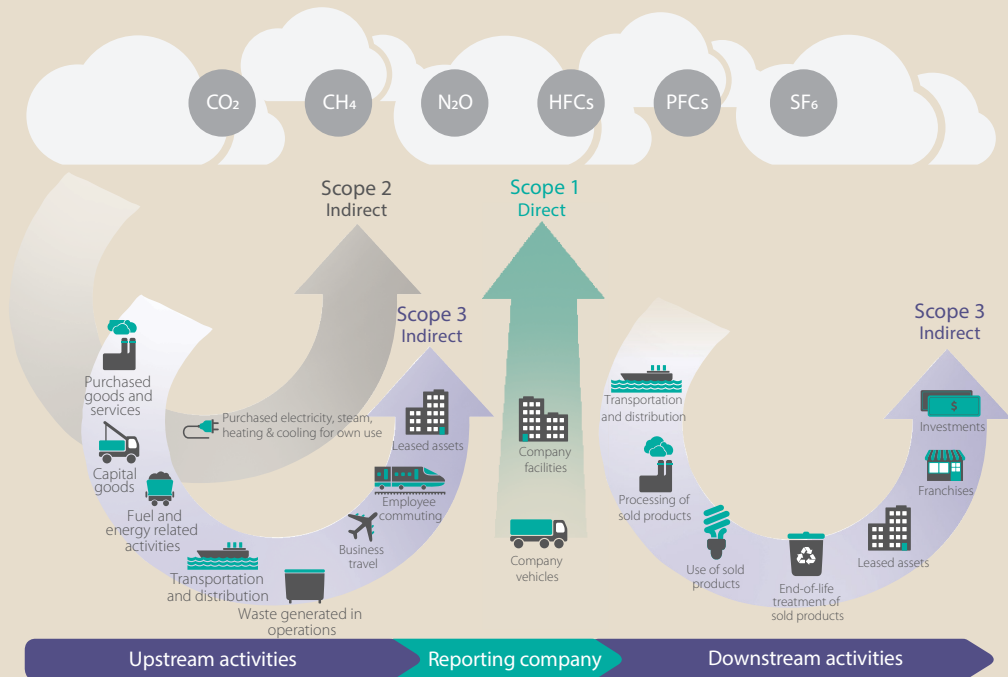 CO₂
CH₄
N₂O
HFCs
PFCs
SF₆
Scope 2
Indirect
Scope 1
Direct
Scope 3
Indirect
Scope 3
Indirect
Purchased
goods and
services
Capital
goods
Fuel and
energy related
activities
Transportation
and distribution
Waste generated in
operations
Business
travel
Employee
commuting
Leased assets
Purchased electricity, steam,
heating & cooling for own use
Company
facilities
Company
vehicles
Transportation
and distribution
Processing of
sold products
Use of sold
products
End-of-life
treatment of
sold products
Leased assets
Franchises
$
Investments
Upstream activities
Reporting company
Downstream activities